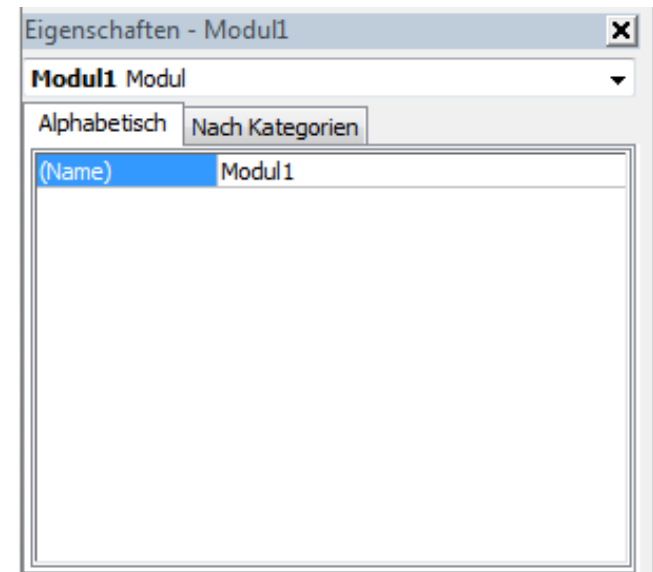 Eigenschaften - Modul1
Modul1 Modul
Alphabetisch Nach Kategorien
(Name) Modul1